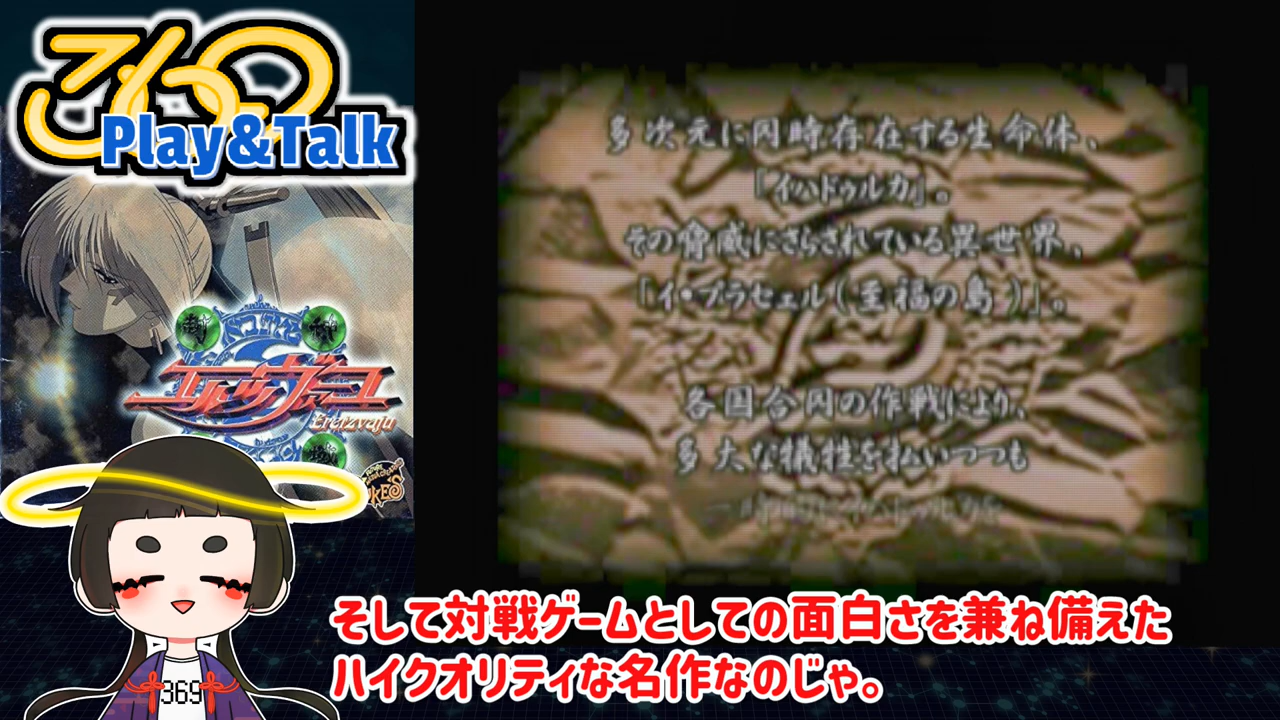 360
Play&Talk
多次元に同時存在する生命体、
『イハドゥルカ』。
その脅威にさらされている異世界、
「イ・プラセェル(至福の島)」。
各国合同の作戦により、
多大な犠牲を払いつつも
封神
エルツヴァーユ
Erelzvaju
369
そして対戦ゲームとしての面白さを兼ね備えた
ハイクオリティな名作なのじゃ。